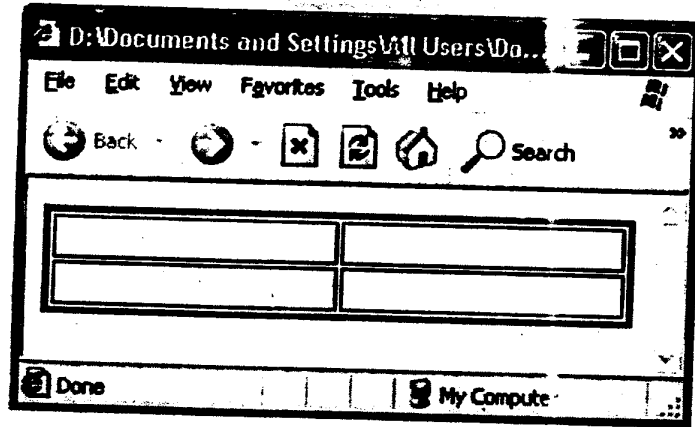 D:\Documents and Settings\All Users\Do...
File Edit View Favorites Tools Help
Back Search
Done My Compute